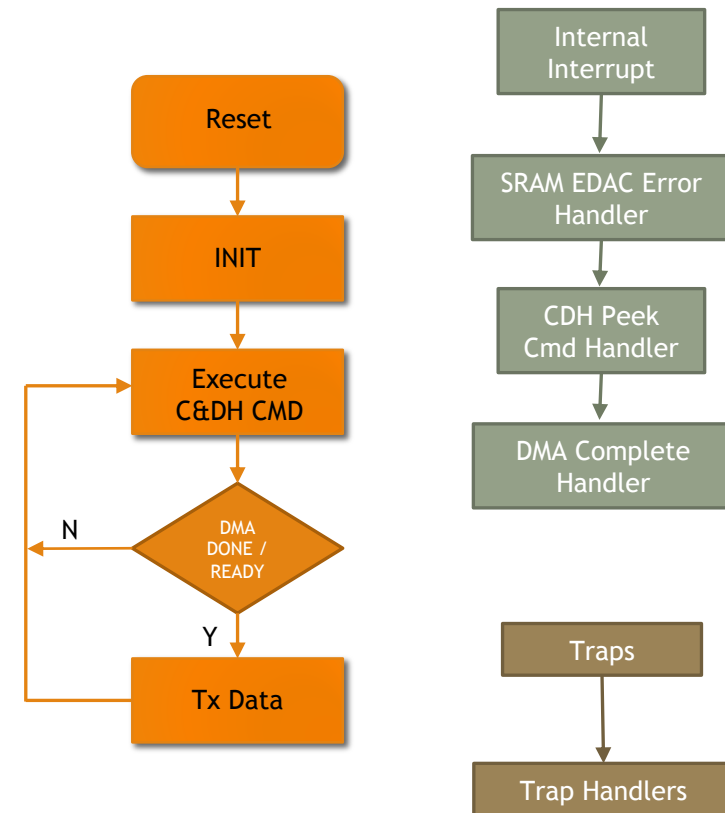 Reset
INIT
Execute
C&DH CMD
DMA
DONE /
READY
N
Y
Tx Data
Internal
Interrupt
SRAM EDAC Error
Handler
CDH Peek
Cmd Handler
DMA Complete
Handler
Traps
Trap Handlers